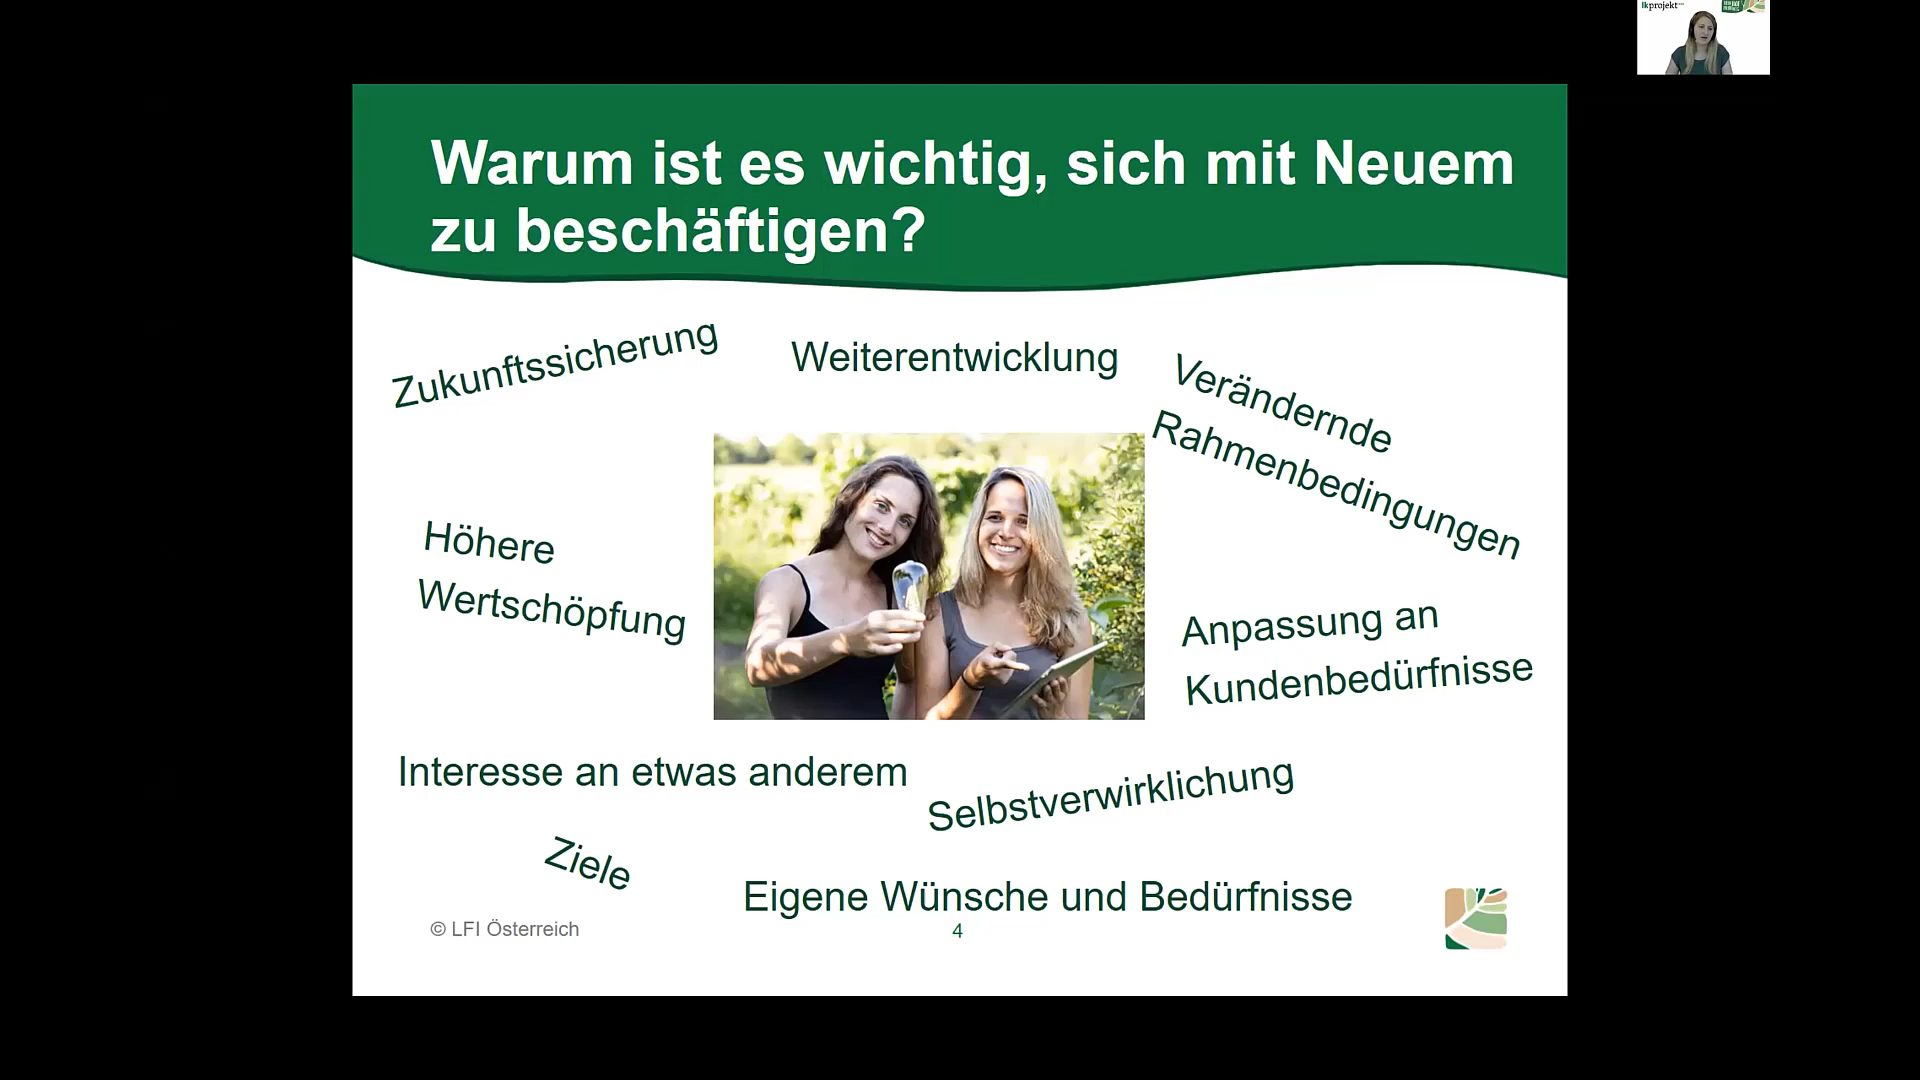 lkprojekt
Warum ist es wichtig, sich mit Neuem
zu beschäftigen?
Zukunftssicherung
Weiterentwicklung
Verändernde
Rahmenbedingungen
Höhere
Wertschöpfung
Anpassung an
Kundenbedürfnisse
Interesse an etwas anderem
Selbstverwirklichung
Ziele
Eigene Wünsche und Bedürfnisse
© LFI Österreich
4